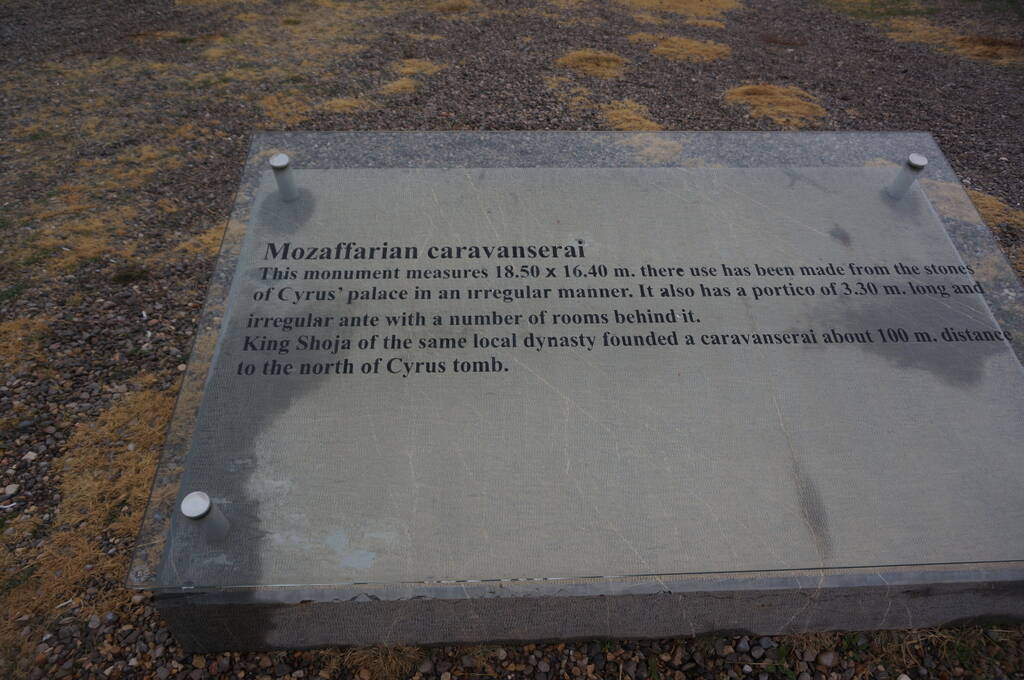 Mozaffarian caravanserai
This monument measures 18.50 x 16.40 m. there use has been made from the stones
of Cyrus' palace in an irregular manner. It also has a portico of 3.30 m. long and
irregular ante with a number of rooms behind it.
King Shoja of the same local dynasty founded a caravanserai about 100 m. distance
to the north of Cyrus tomb.